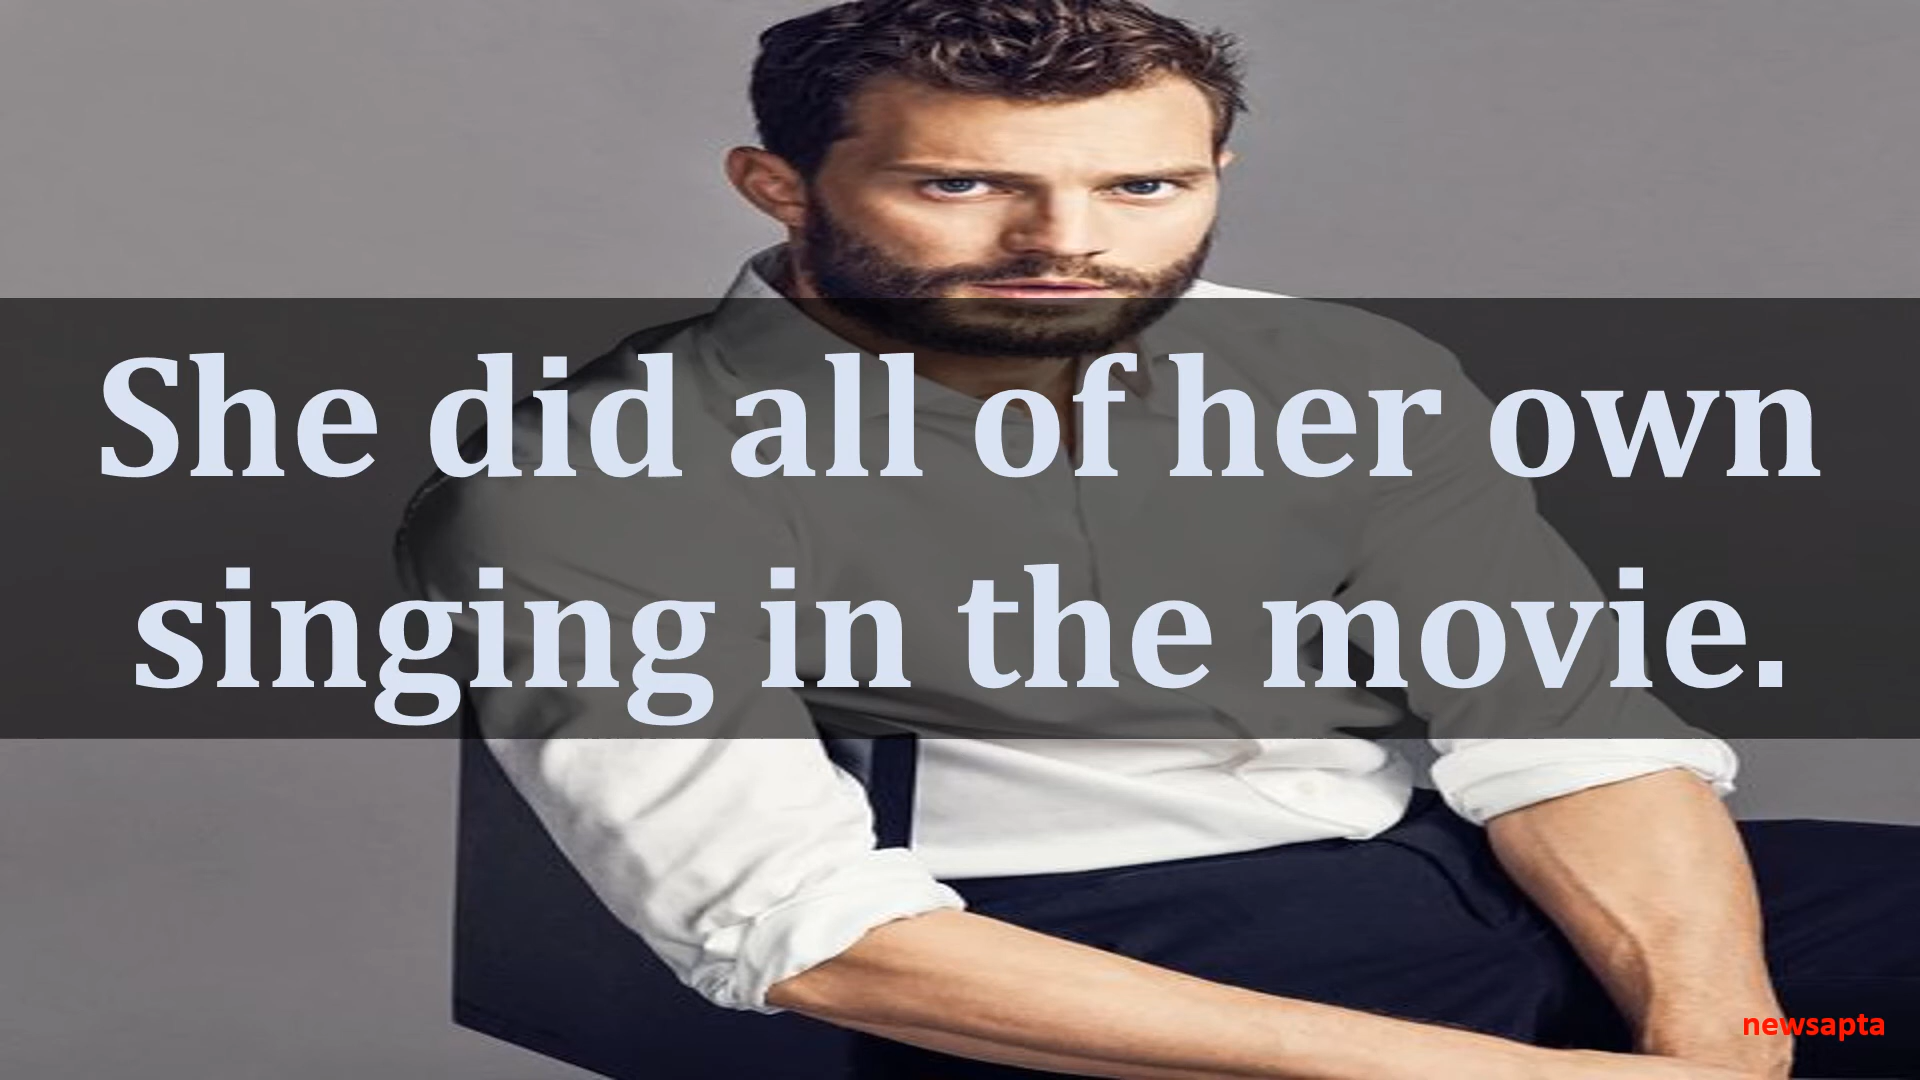 She did all of her own
singing in the movie.
newsapta